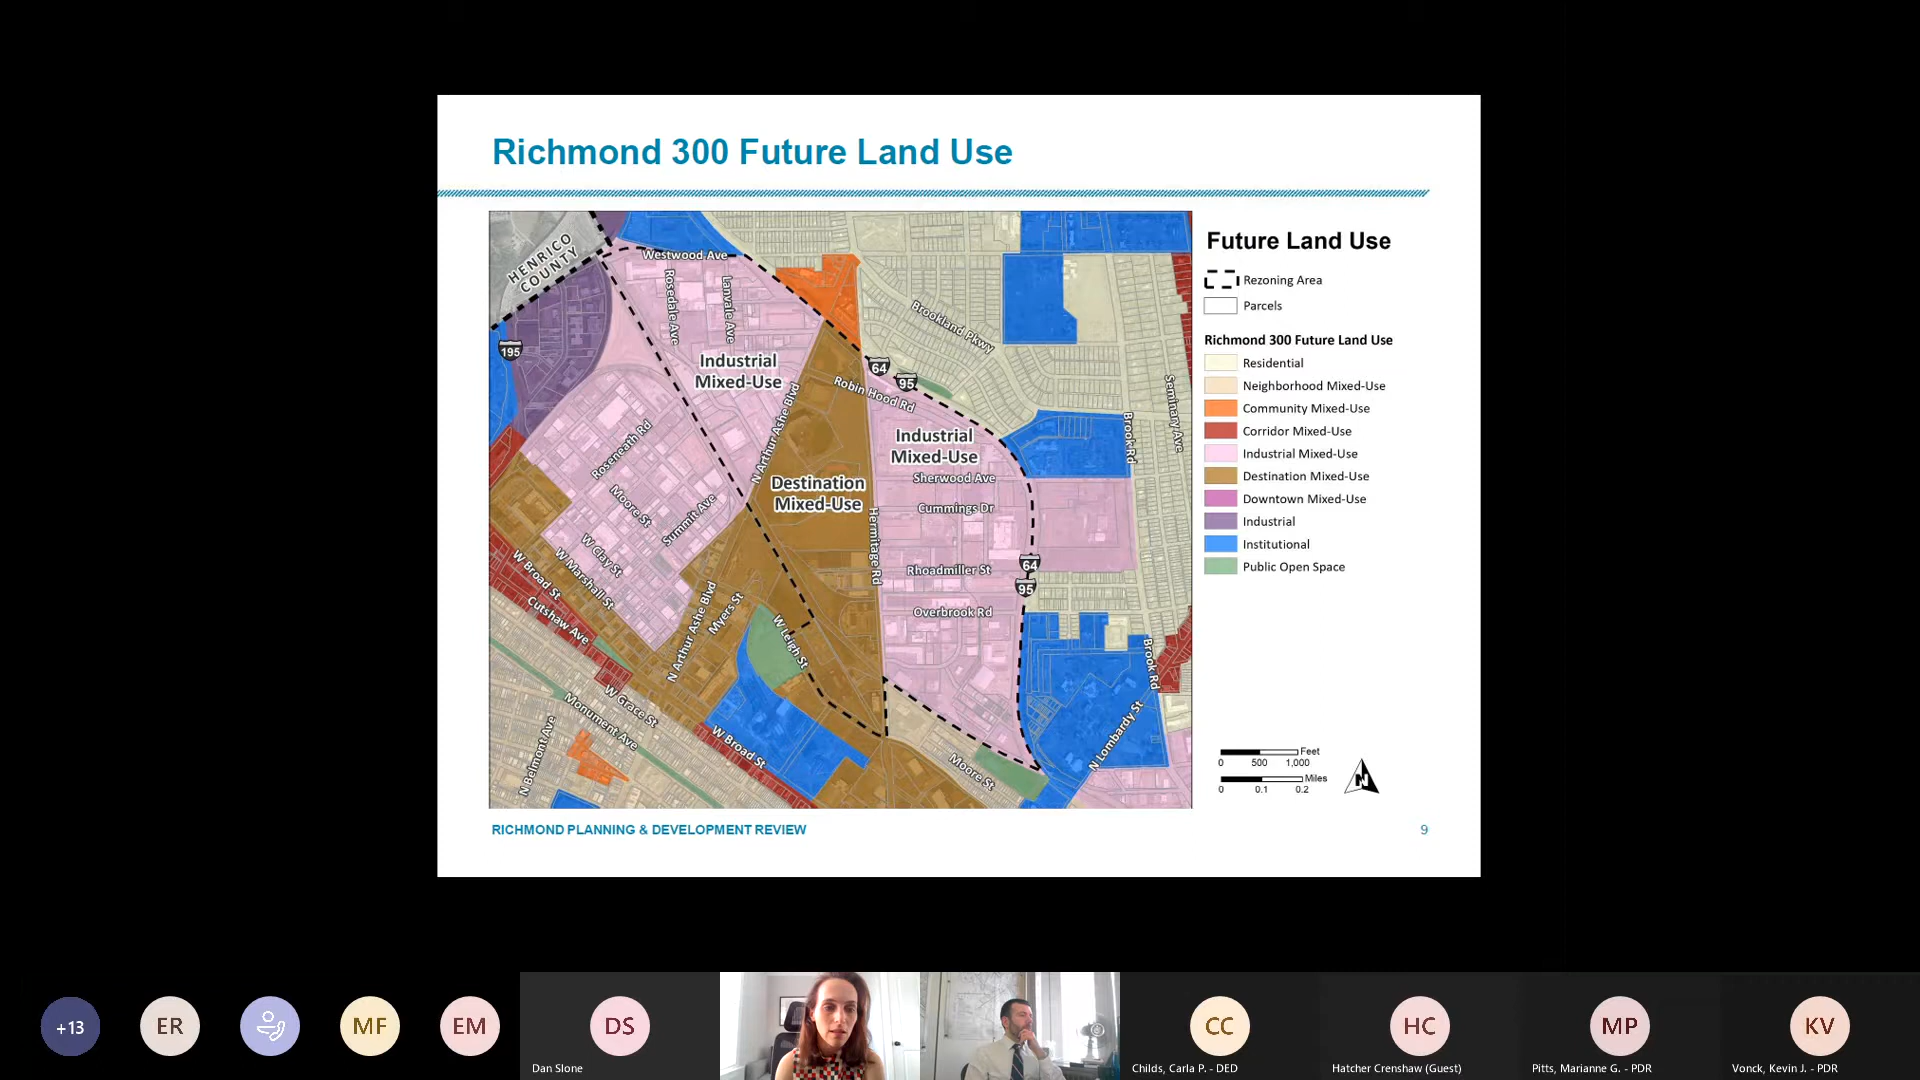 Richmond 300 Future Land Use
HENRICO
COUNTY
Westwood Ave
Rosedale Ave
Lanvale Ave
195
Industrial
Mixed-Use
Brookland Pkwy
64
95
Robin Hood Rd
N Arthur Ashe Blvd
Industrial
Mixed-Use
Seminary Ave
Brook Rd
Roseneath Rd
Moore St
Summit Ave
Destination
Mixed-Use
Sherwood Ave
Cummings Dr
Hermitage Rd
W Clay St
W Marshall St
W Broad St
Cutshaw Ave
Rhoadmiller St
64
95
Overbrook Rd
N Arthur Ashe Blvd
Myers St
W Leigh St
Brook Rd
W Grace St
Monument Ave
N Belmont Ave
W Broad St
Moore St
N Lombardy St
Future Land Use
Rezoning Area
Parcels
Richmond 300 Future Land Use
Residential
Neighborhood Mixed-Use
Community Mixed-Use
Corridor Mixed-Use
Industrial Mixed-Use
Destination Mixed-Use
Downtown Mixed-Use
Industrial
Institutional
Public Open Space
Feet
0 500 1,000
Miles
0 0.1 0.2
N
RICHMOND PLANNING & DEVELOPMENT REVIEW
9
+13
ER
MF
EM
DS
CC
HC
MP
KV
Dan Slone
Childs, Carla P. - DED
Hatcher Crenshaw (Guest)
Pitts, Marianne G. - PDR
Vonck, Kevin J. - PDR